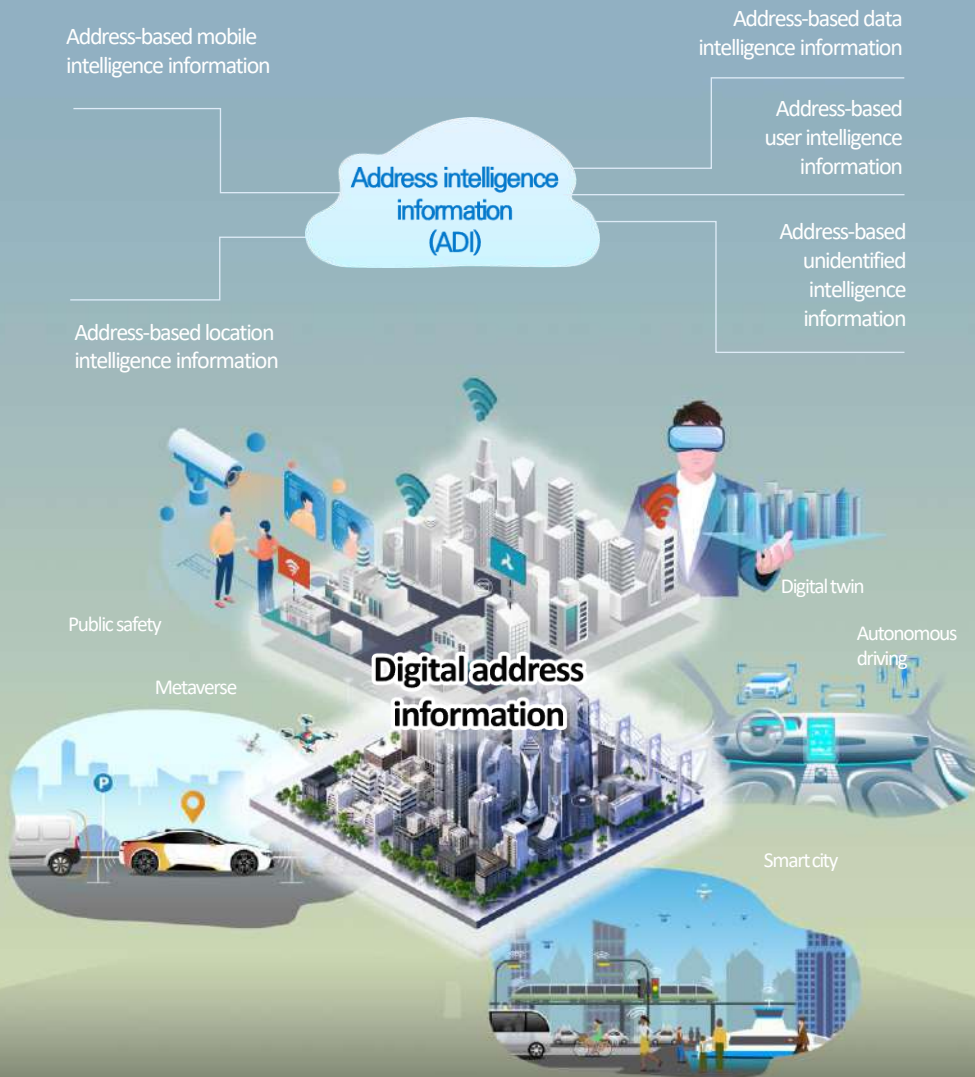 Address-based mobile
intelligence information
Address-based data
intelligence information
Address-based
user intelligence
information
Address intelligence
information
(ADI)
Address-based
unidentified
intelligence
information
Address-based location
intelligence information
Digital twin
Public safety
Autonomous
driving
Digital address
information
Metaverse
P
Smart city